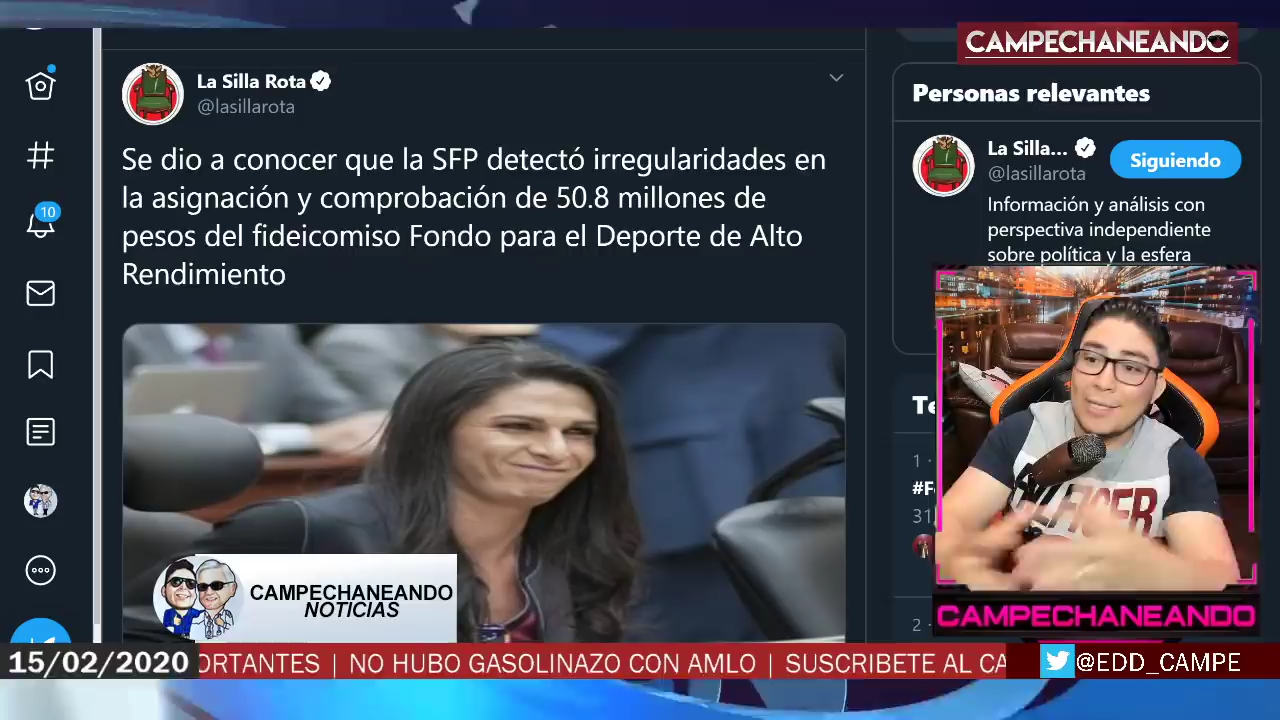 CAMPECHANEANDO
La Silla Rota
@lasillarota
Se dio a conocer que la SFP detectó irregularidades en
la asignación y comprobación de 50.8 millones de
pesos del fideicomiso Fondo para el Deporte de Alto
Rendimiento
10
Personas relevantes
La Silla...
@lasillarota
Siguiendo
Información y análisis con
perspectiva independiente
sobre política y la esfera
1 ·
31
2 ·
CAMPECHANEANDO
NOTICIAS
CAMPECHANEANDO
15/02/2020
ORTANTES | NO HUBO GASOLINAZO CON AMLO | SUSCRIBETE AL CA
@EDD_CAMPE